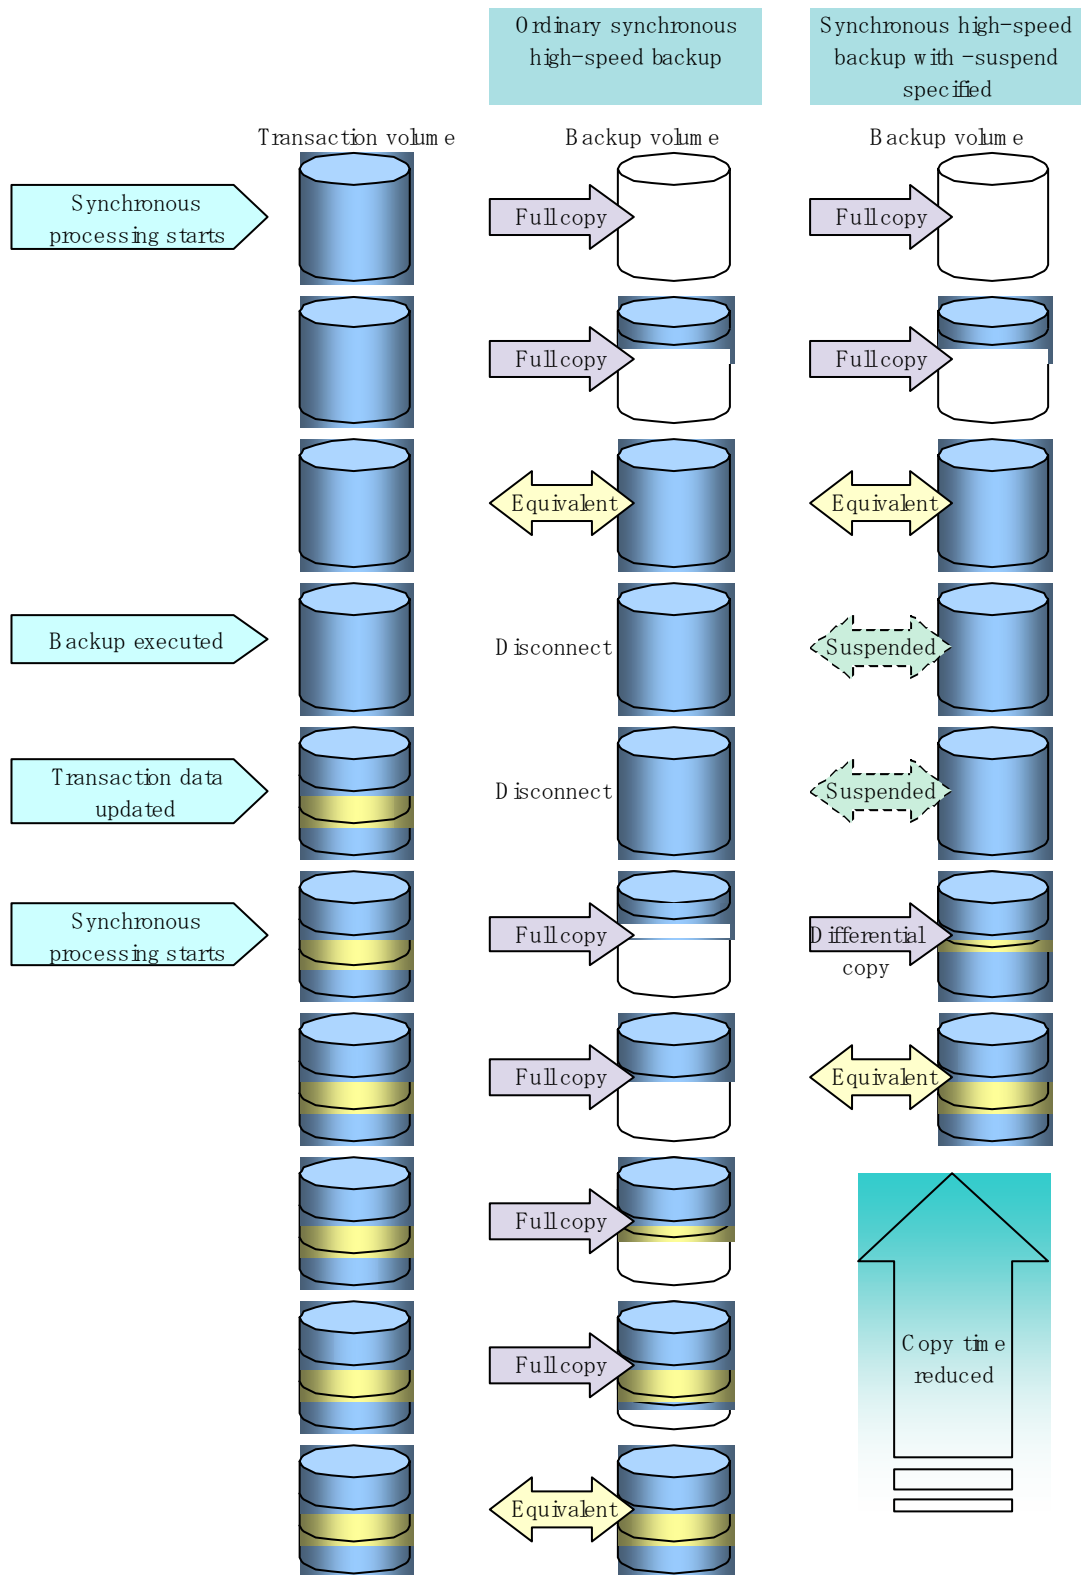 Ordinary synchronous
high-speed backup
Synchronous high-speed
backup with -suspend
specified
Transaction volume
Backup volume
Backup volume
Synchronous
processing starts
Full copy
Full copy
Full copy
Full copy
Equivalent
Equivalent
Backup executed
Disconnect
Suspended
Transaction data
updated
Disconnect
Suspended
Synchronous
processing starts
Full copy
Differential
copy
Full copy
Equivalent
Full copy
Copy time
reduced
Full copy
Equivalent